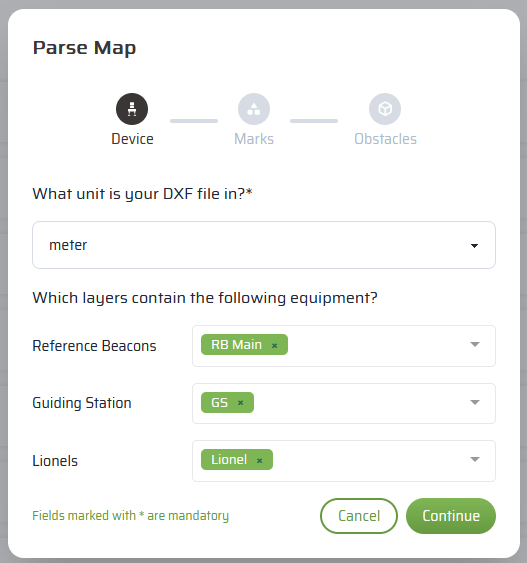 Parse Map
Device
Marks
Obstacles
What unit is your DXF file in?*
meter
Which layers contain the following equipment?
Reference Beacons
RB Main ×
Guiding Station
GS ×
Lionels
Lionel ×
Fields marked with * are mandatory
Cancel
Continue